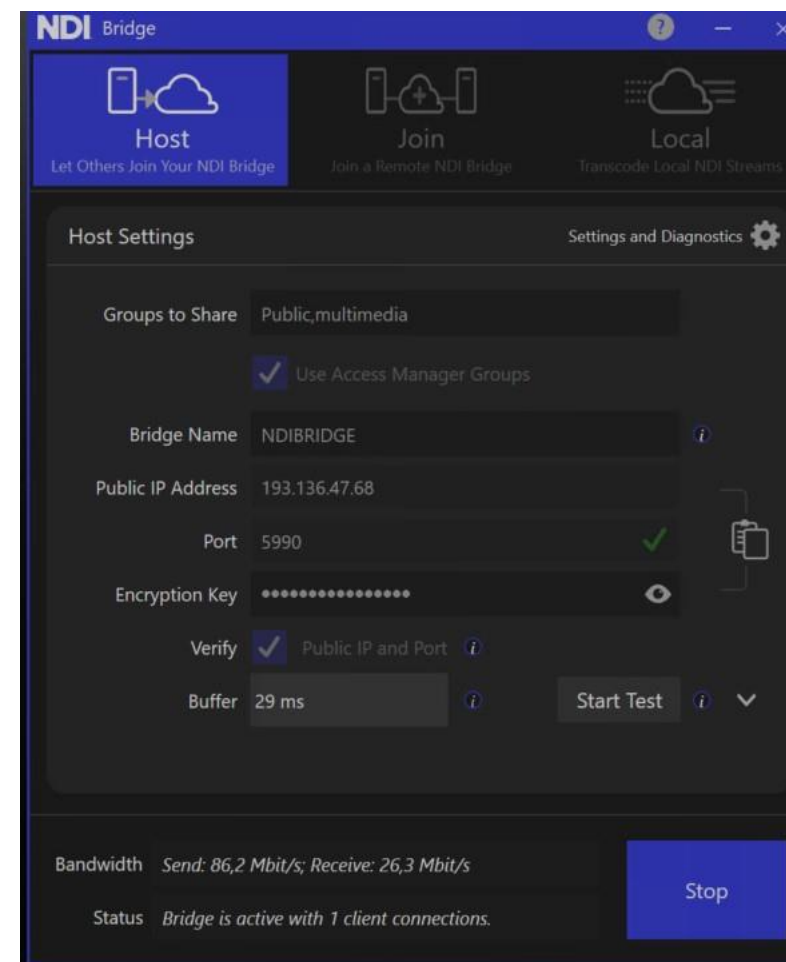 NDI Bridge
?
Host
Let Others Join Your NDI Bridge
Join
Join a Remote NDI Bridge
Local
Transcode Local NDI Streams
Host Settings
Settings and Diagnostics
Groups to Share Public,multimedia
Use Access Manager Groups
Bridge Name NDIBRIDGE i
Public IP Address 193.136.47.68
Port 5990
Encryption Key ••••••••••••••••
Verify Public IP and Port i
Buffer 29 ms i Start Test i
Bandwidth Send: 86,2 Mbit/s; Receive: 26,3 Mbit/s
Status Bridge is active with 1 client connections.
Stop